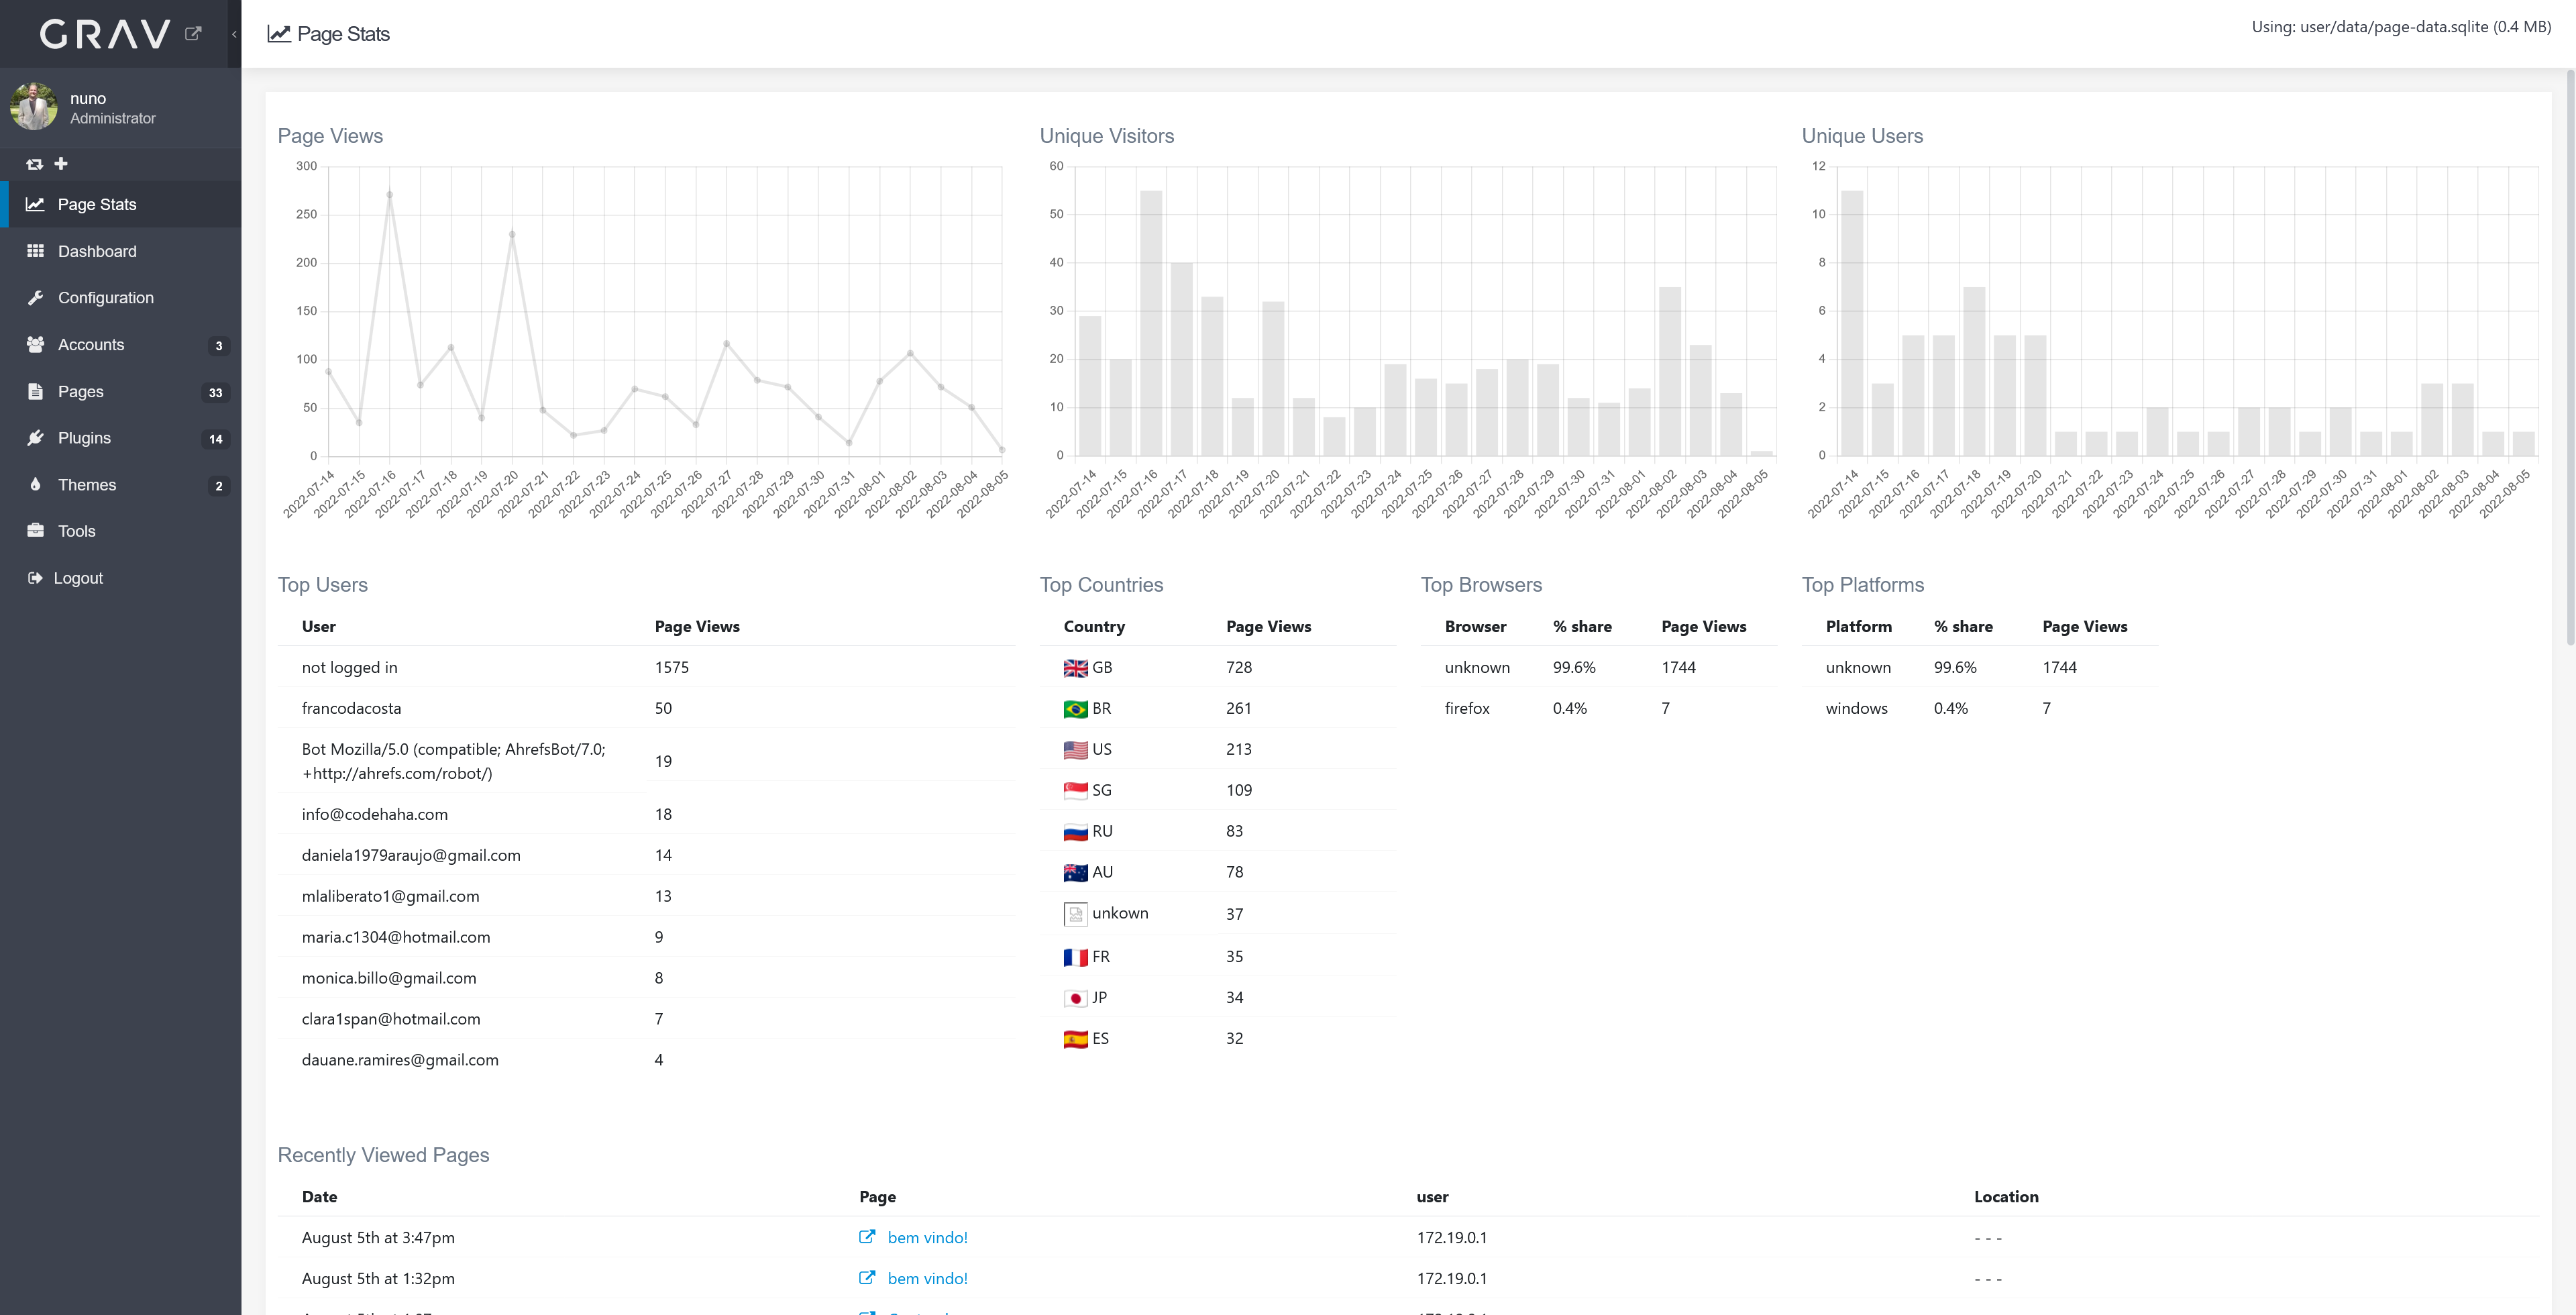 GRAV
nuno
Administrator
Page Stats
Dashboard
Configuration
Accounts 3
Pages 33
Plugins 14
Themes 2
Tools
Logout
Page Stats
Using: user/data/page-data.sqlite (0.4 MB)
Page Views
300
250
200
150
100
50
0
2022-07-14
2022-07-15
2022-07-16
2022-07-17
2022-07-18
2022-07-19
2022-07-20
2022-07-21
2022-07-22
2022-07-23
2022-07-24
2022-07-25
2022-07-26
2022-07-27
2022-07-28
2022-07-29
2022-07-30
2022-07-31
2022-08-01
2022-08-02
2022-08-03
2022-08-04
2022-08-05
Unique Visitors
60
50
40
30
20
10
0
2022-07-14
2022-07-15
2022-07-16
2022-07-17
2022-07-18
2022-07-19
2022-07-20
2022-07-21
2022-07-22
2022-07-23
2022-07-24
2022-07-25
2022-07-26
2022-07-27
2022-07-28
2022-07-29
2022-07-30
2022-07-31
2022-08-01
2022-08-02
2022-08-03
2022-08-04
2022-08-05
Unique Users
12
10
8
6
4
2
0
2022-07-14
2022-07-15
2022-07-16
2022-07-17
2022-07-18
2022-07-19
2022-07-20
2022-07-21
2022-07-22
2022-07-23
2022-07-24
2022-07-25
2022-07-26
2022-07-27
2022-07-28
2022-07-29
2022-07-30
2022-07-31
2022-08-01
2022-08-02
2022-08-03
2022-08-04
2022-08-05
Top Users
User Page Views
not logged in 1575
francodacosta 50
Bot Mozilla/5.0 (compatible; AhrefsBot/7.0;
+http://ahrefs.com/robot/) 19
info@codehaha.com 18
daniela1979araujo@gmail.com 14
mlaliberato1@gmail.com 13
maria.c1304@hotmail.com 9
monica.billo@gmail.com 8
clara1span@hotmail.com 7
dauane.ramires@gmail.com 4
Top Countries
Country Page Views
GB 728
BR 261
US 213
SG 109
RU 83
AU 78
unkown 37
FR 35
JP 34
ES 32
Top Browsers
Browser % share Page Views
unknown 99.6% 1744
firefox 0.4% 7
Top Platforms
Platform % share Page Views
unknown 99.6% 1744
windows 0.4% 7
Recently Viewed Pages
Date Page user Location
August 5th at 3:47pm bem vindo! 172.19.0.1 - - -
August 5th at 1:32pm bem vindo! 172.19.0.1 - - -